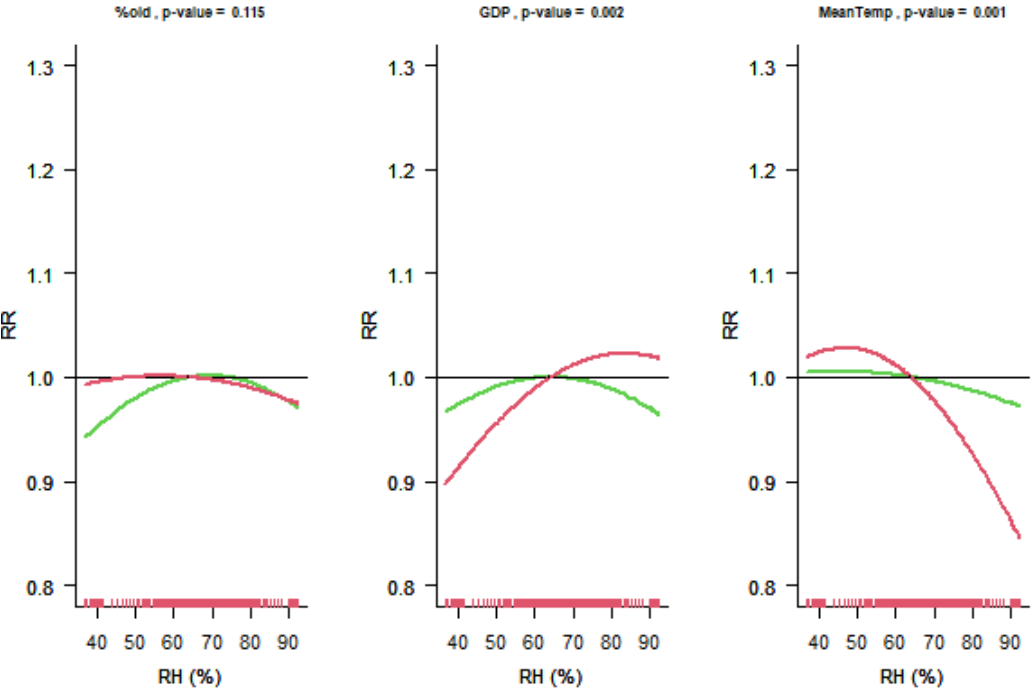 %old , p-value = 0.115
RR
1.3
1.2
1.1
1.0
0.9
0.8
40 50 60 70 80 90
RH (%)
GDP , p-value = 0.002
RR
1.3
1.2
1.1
1.0
0.9
0.8
40 50 60 70 80 90
RH (%)
MeanTemp , p-value = 0.001
RR
1.3
1.2
1.1
1.0
0.9
0.8
40 50 60 70 80 90
RH (%)